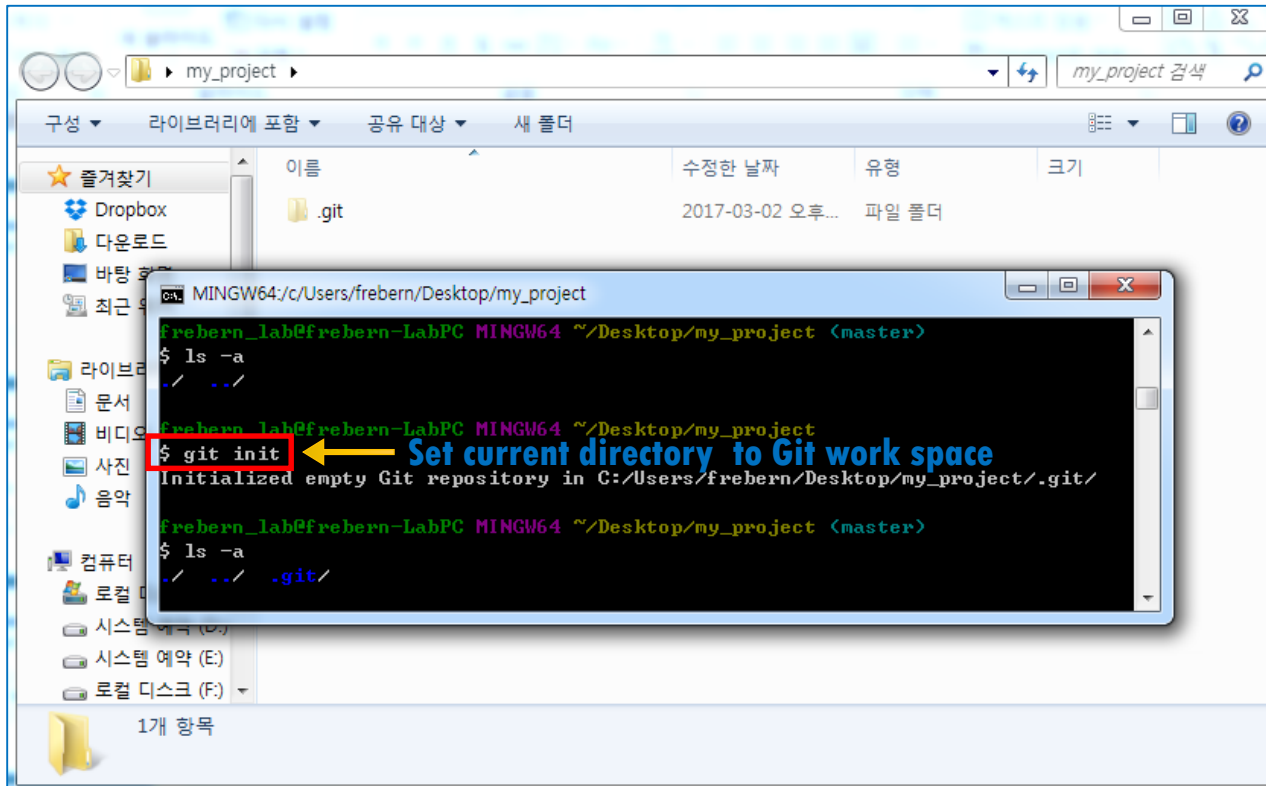 my_project
my_project 검색
구성 라이브러리에 포함 공유 대상 새 폴더
이름 수정한 날짜 유형 크기
.git 2017-03-02 오후... 파일 폴더
즐겨찾기
Dropbox
다운로드
바탕
최근
라이브
문서
비디오
사진
음악
컴퓨터
로컬
시스템
시스템 예약 (E:)
로컬 디스크 (F:)
1개 항목
MINGW64:/c/Users/frebern/Desktop/my_project
frebern_lab@frebern-LabPC MINGW64 ~/Desktop/my_project (master)
$ ls -a
./ ../
frebern_lab@frebern-LabPC MINGW64 ~/Desktop/my_project
$ git init
Set current directory to Git work space
Initialized empty Git repository in C:/Users/frebern/Desktop/my_project/.git/
frebern_lab@frebern-LabPC MINGW64 ~/Desktop/my_project (master)
$ ls -a
./ ../ .git/